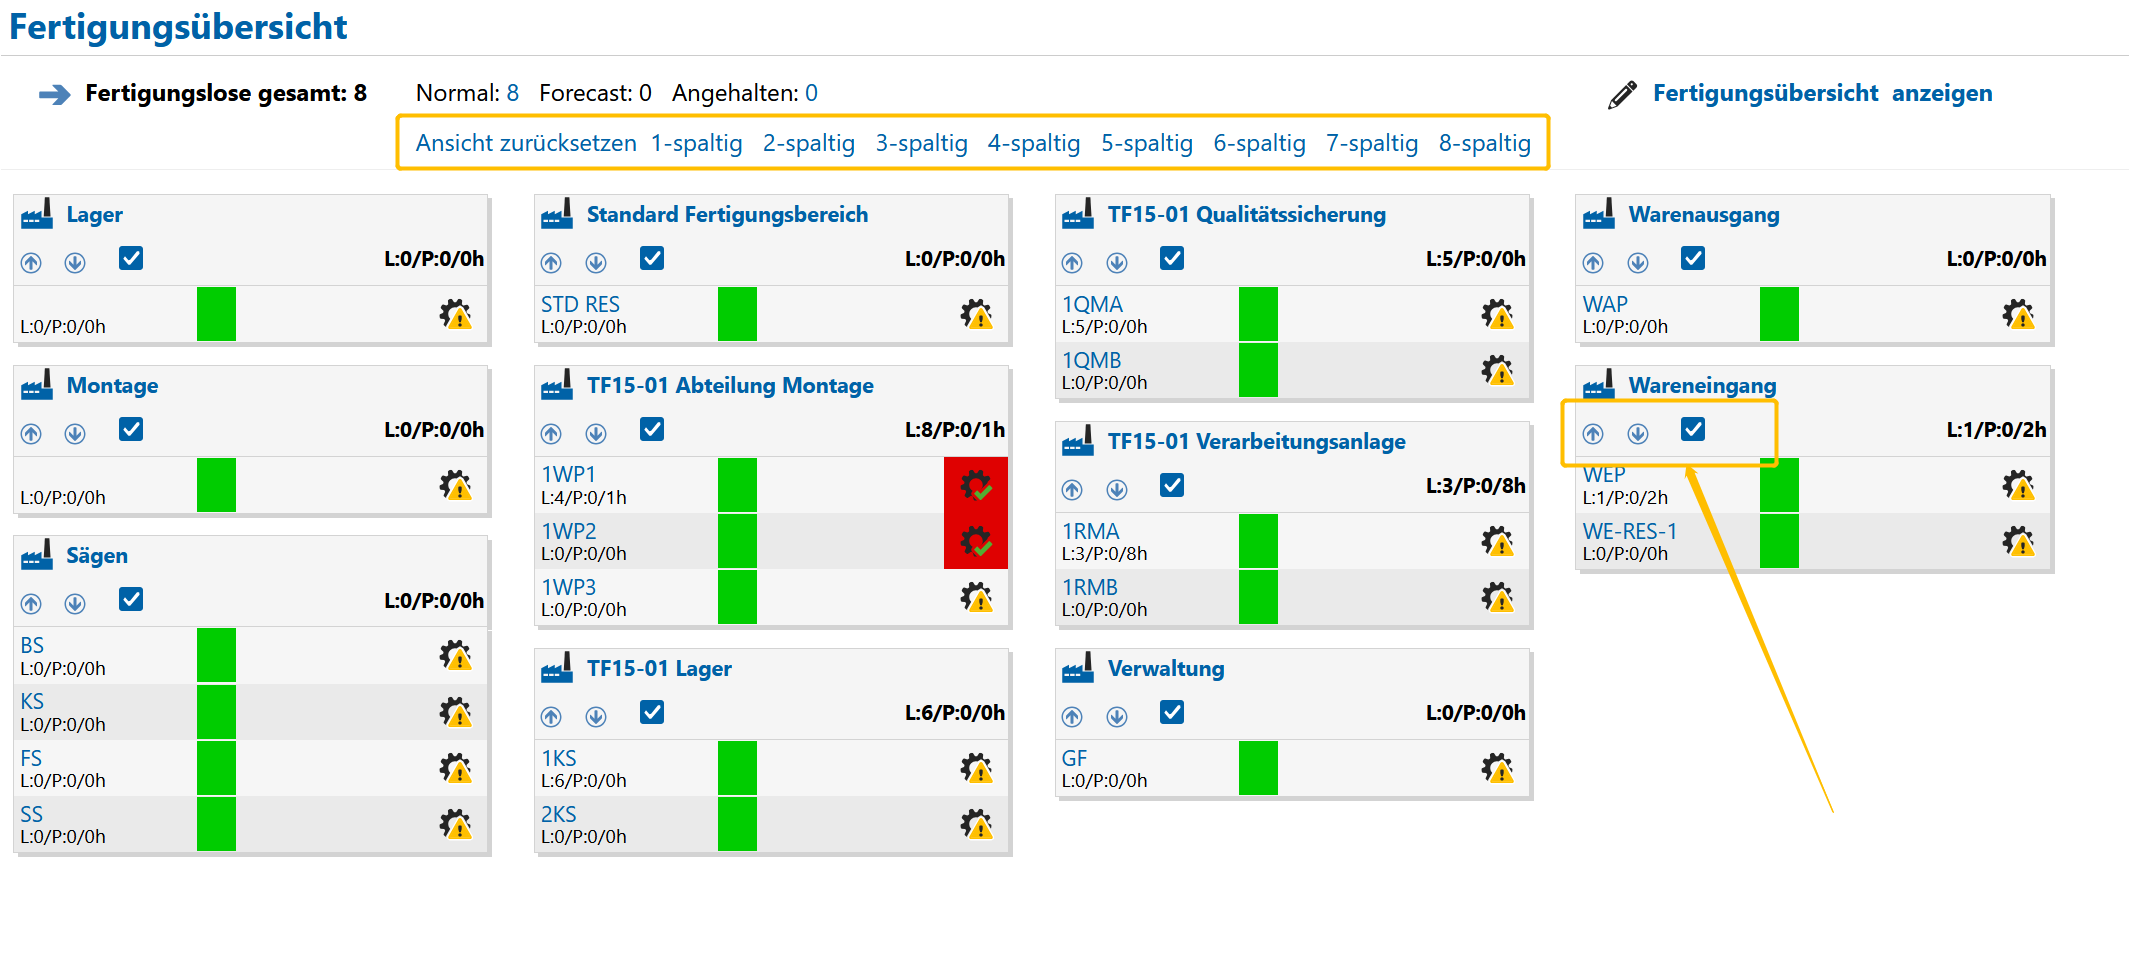 Fertigungsübersicht
Fertigungslose gesamt: 8 Normal: 8 Forecast: 0 Angehalten: 0 Fertigungsübersicht anzeigen
Ansicht zurücksetzen 1-spaltig 2-spaltig 3-spaltig 4-spaltig 5-spaltig 6-spaltig 7-spaltig 8-spaltig
Lager
L:0/P:0/0h
L:0/P:0/0h
Montage
L:0/P:0/0h
L:0/P:0/0h
Sägen
L:0/P:0/0h
BS
L:0/P:0/0h
KS
L:0/P:0/0h
FS
L:0/P:0/0h
SS
L:0/P:0/0h
Standard Fertigungsbereich
L:0/P:0/0h
STD RES
L:0/P:0/0h
TF15-01 Abteilung Montage
L:8/P:0/1h
1WP1
L:4/P:0/1h
1WP2
L:0/P:0/0h
1WP3
L:0/P:0/0h
TF15-01 Lager
L:6/P:0/0h
1KS
L:6/P:0/0h
2KS
L:0/P:0/0h
TF15-01 Qualitätssicherung
L:5/P:0/0h
1QMA
L:5/P:0/0h
1QMB
L:0/P:0/0h
TF15-01 Verarbeitungsanlage
L:3/P:0/8h
1RMA
L:3/P:0/8h
1RMB
L:0/P:0/0h
Verwaltung
L:0/P:0/0h
GF
L:0/P:0/0h
Warenausgang
L:0/P:0/0h
WAP
L:0/P:0/0h
Wareneingang
L:1/P:0/2h
WEP
L:1/P:0/2h
WE-RES-1
L:0/P:0/0h